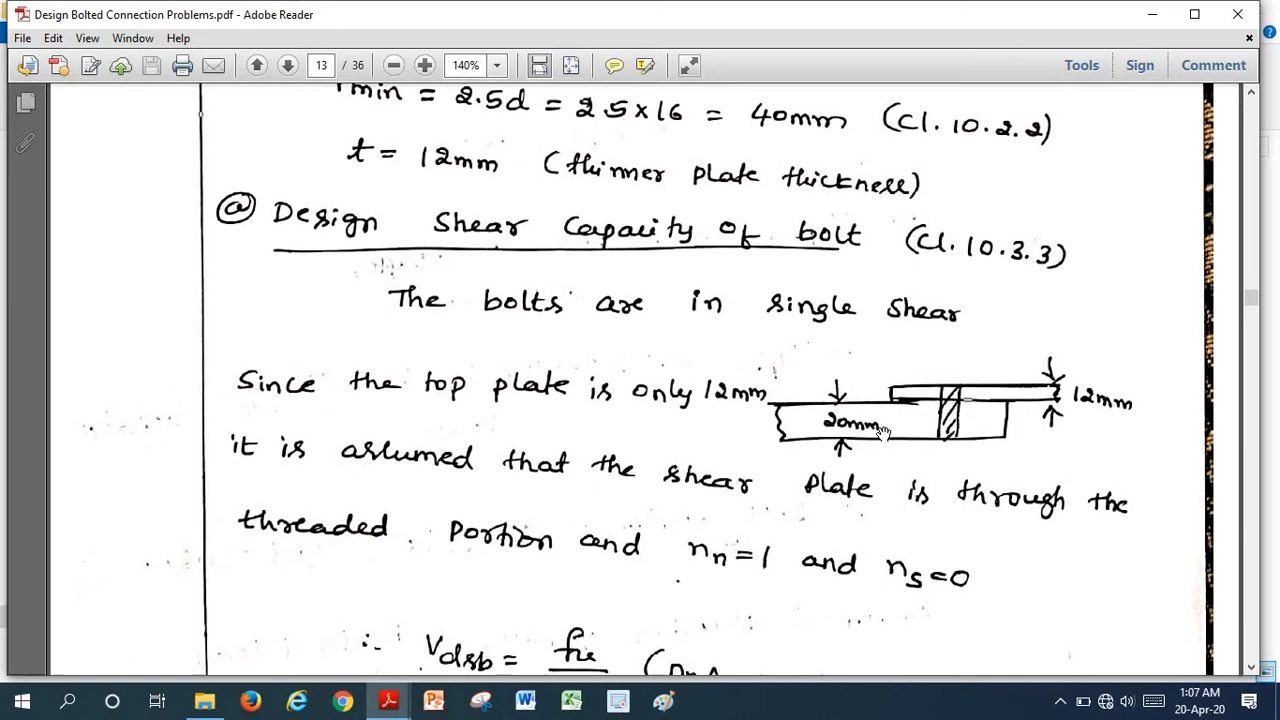 Design Bolted Connection Problems.pdf - Adobe Reader
File Edit View Window Help
13 / 36 140% Tools Sign Comment
min = 2.5d = 2.5x16 = 40mm (Cl. 10.2.2)
t = 12mm (thinner plate thickness)
@ Design Shear Capacity of bolt (Cl. 10.3.3)
The bolts are in single shear
Since the top plate is only 12mm
20mm
12mm
it is assumed that the shear plate is through the
threaded portion and nn=1 and ns=0
∴ Vdsb =
1:07 AM
20-Apr-20